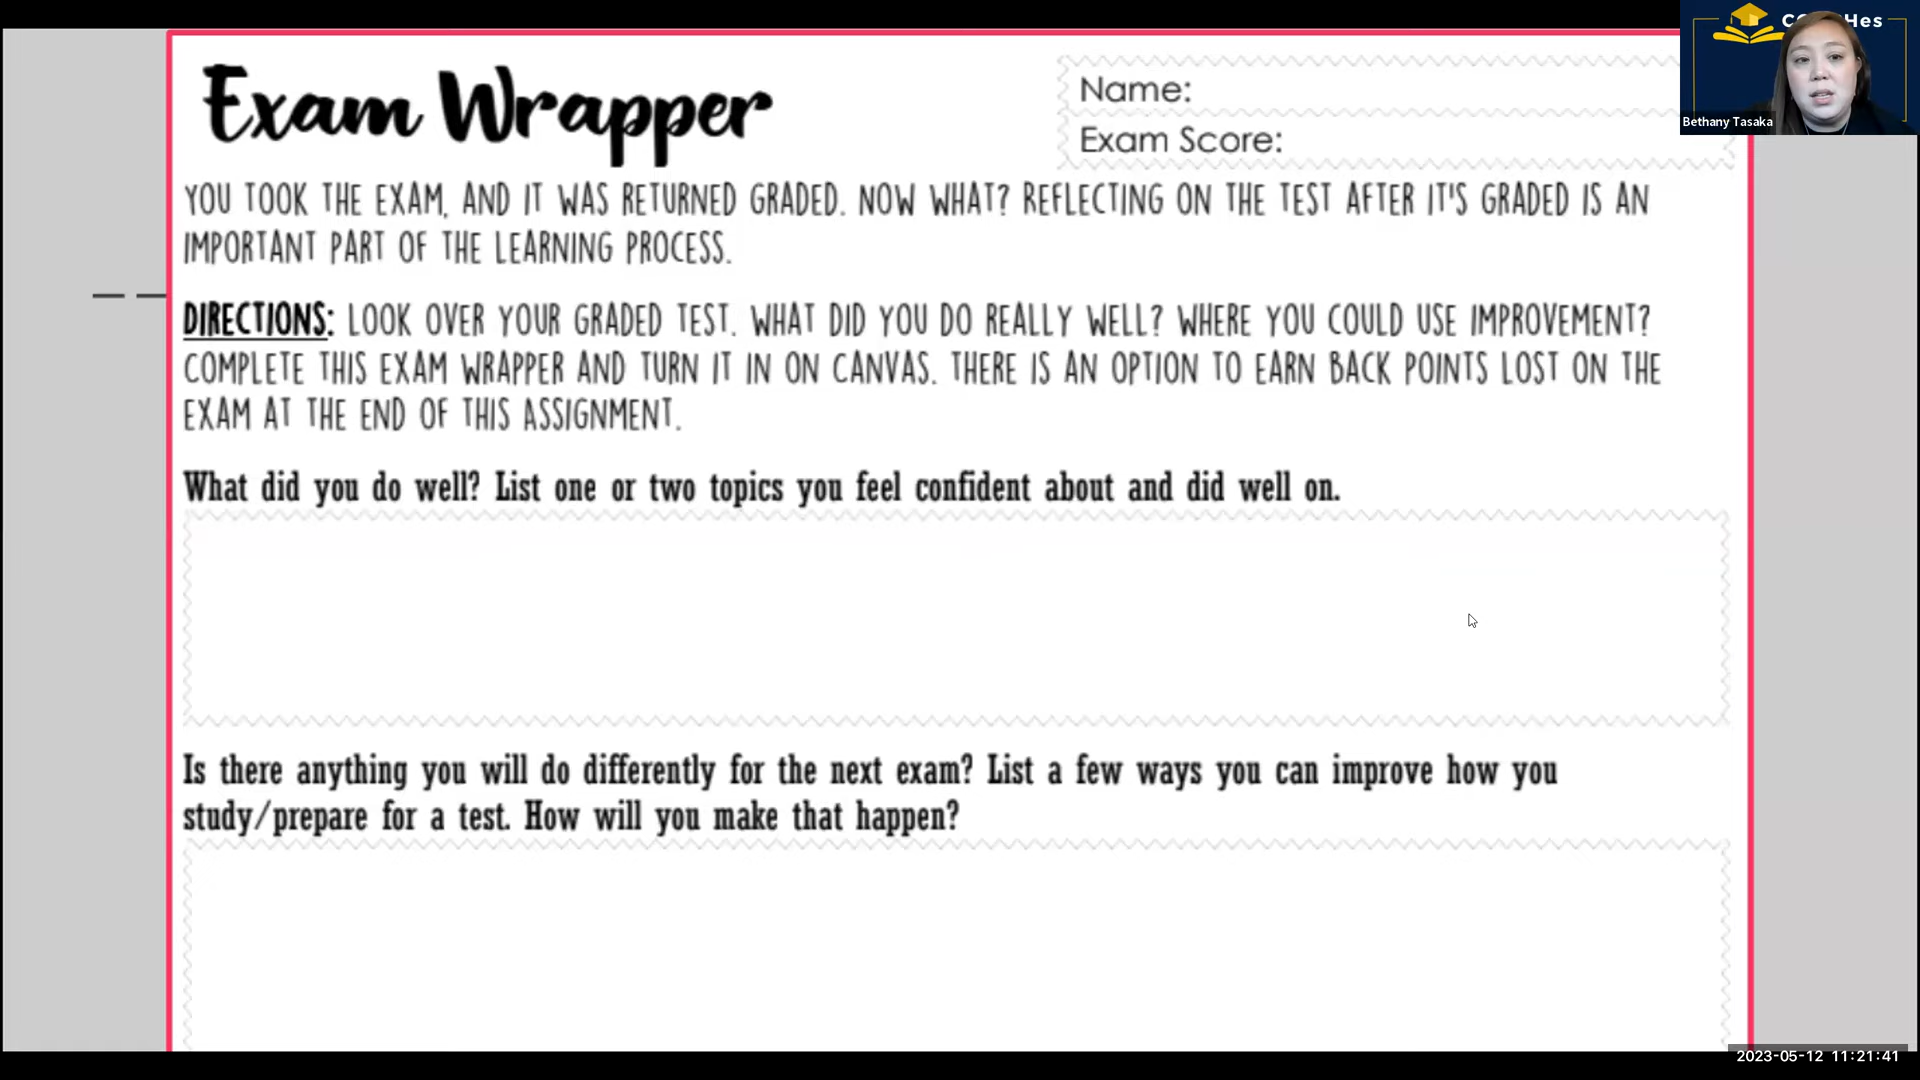 Exam Wrapper
Name:
Exam Score:
YOU TOOK THE EXAM, AND IT WAS RETURNED GRADED. NOW WHAT? REFLECTING ON THE TEST AFTER IT'S GRADED IS AN
IMPORTANT PART OF THE LEARNING PROCESS.
DIRECTIONS: LOOK OVER YOUR GRADED TEST. WHAT DID YOU DO REALLY WELL? WHERE YOU COULD USE IMPROVEMENT?
COMPLETE THIS EXAM WRAPPER AND TURN IT IN ON CANVAS. THERE IS AN OPTION TO EARN BACK POINTS LOST ON THE
EXAM AT THE END OF THIS ASSIGNMENT.
What did you do well? List one or two topics you feel confident about and did well on.
Is there anything you will do differently for the next exam? List a few ways you can improve how you
study/prepare for a test. How will you make that happen?
Bethany Tasaka
2023-05-12 11:21:41